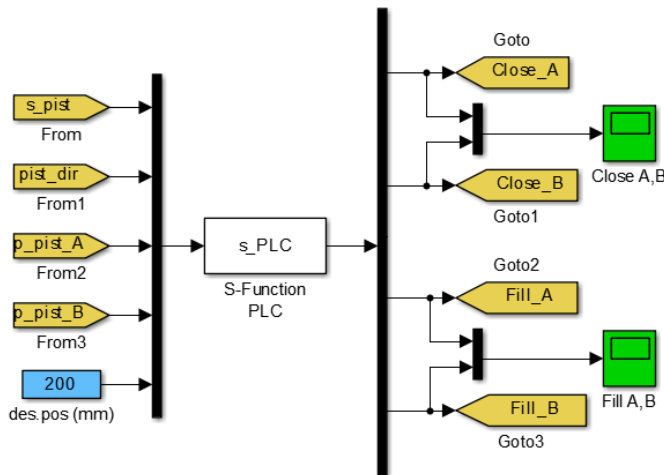 s_pist
From
pist_dir
From1
p_pist_A
From2
p_pist_B
From3
200
des.pos (mm)
s_PLC
S-Function
PLC
Goto
Close_A
Close_B
Goto1
Close A,B
Goto2
Fill_A
Fill_B
Goto3
Fill A,B